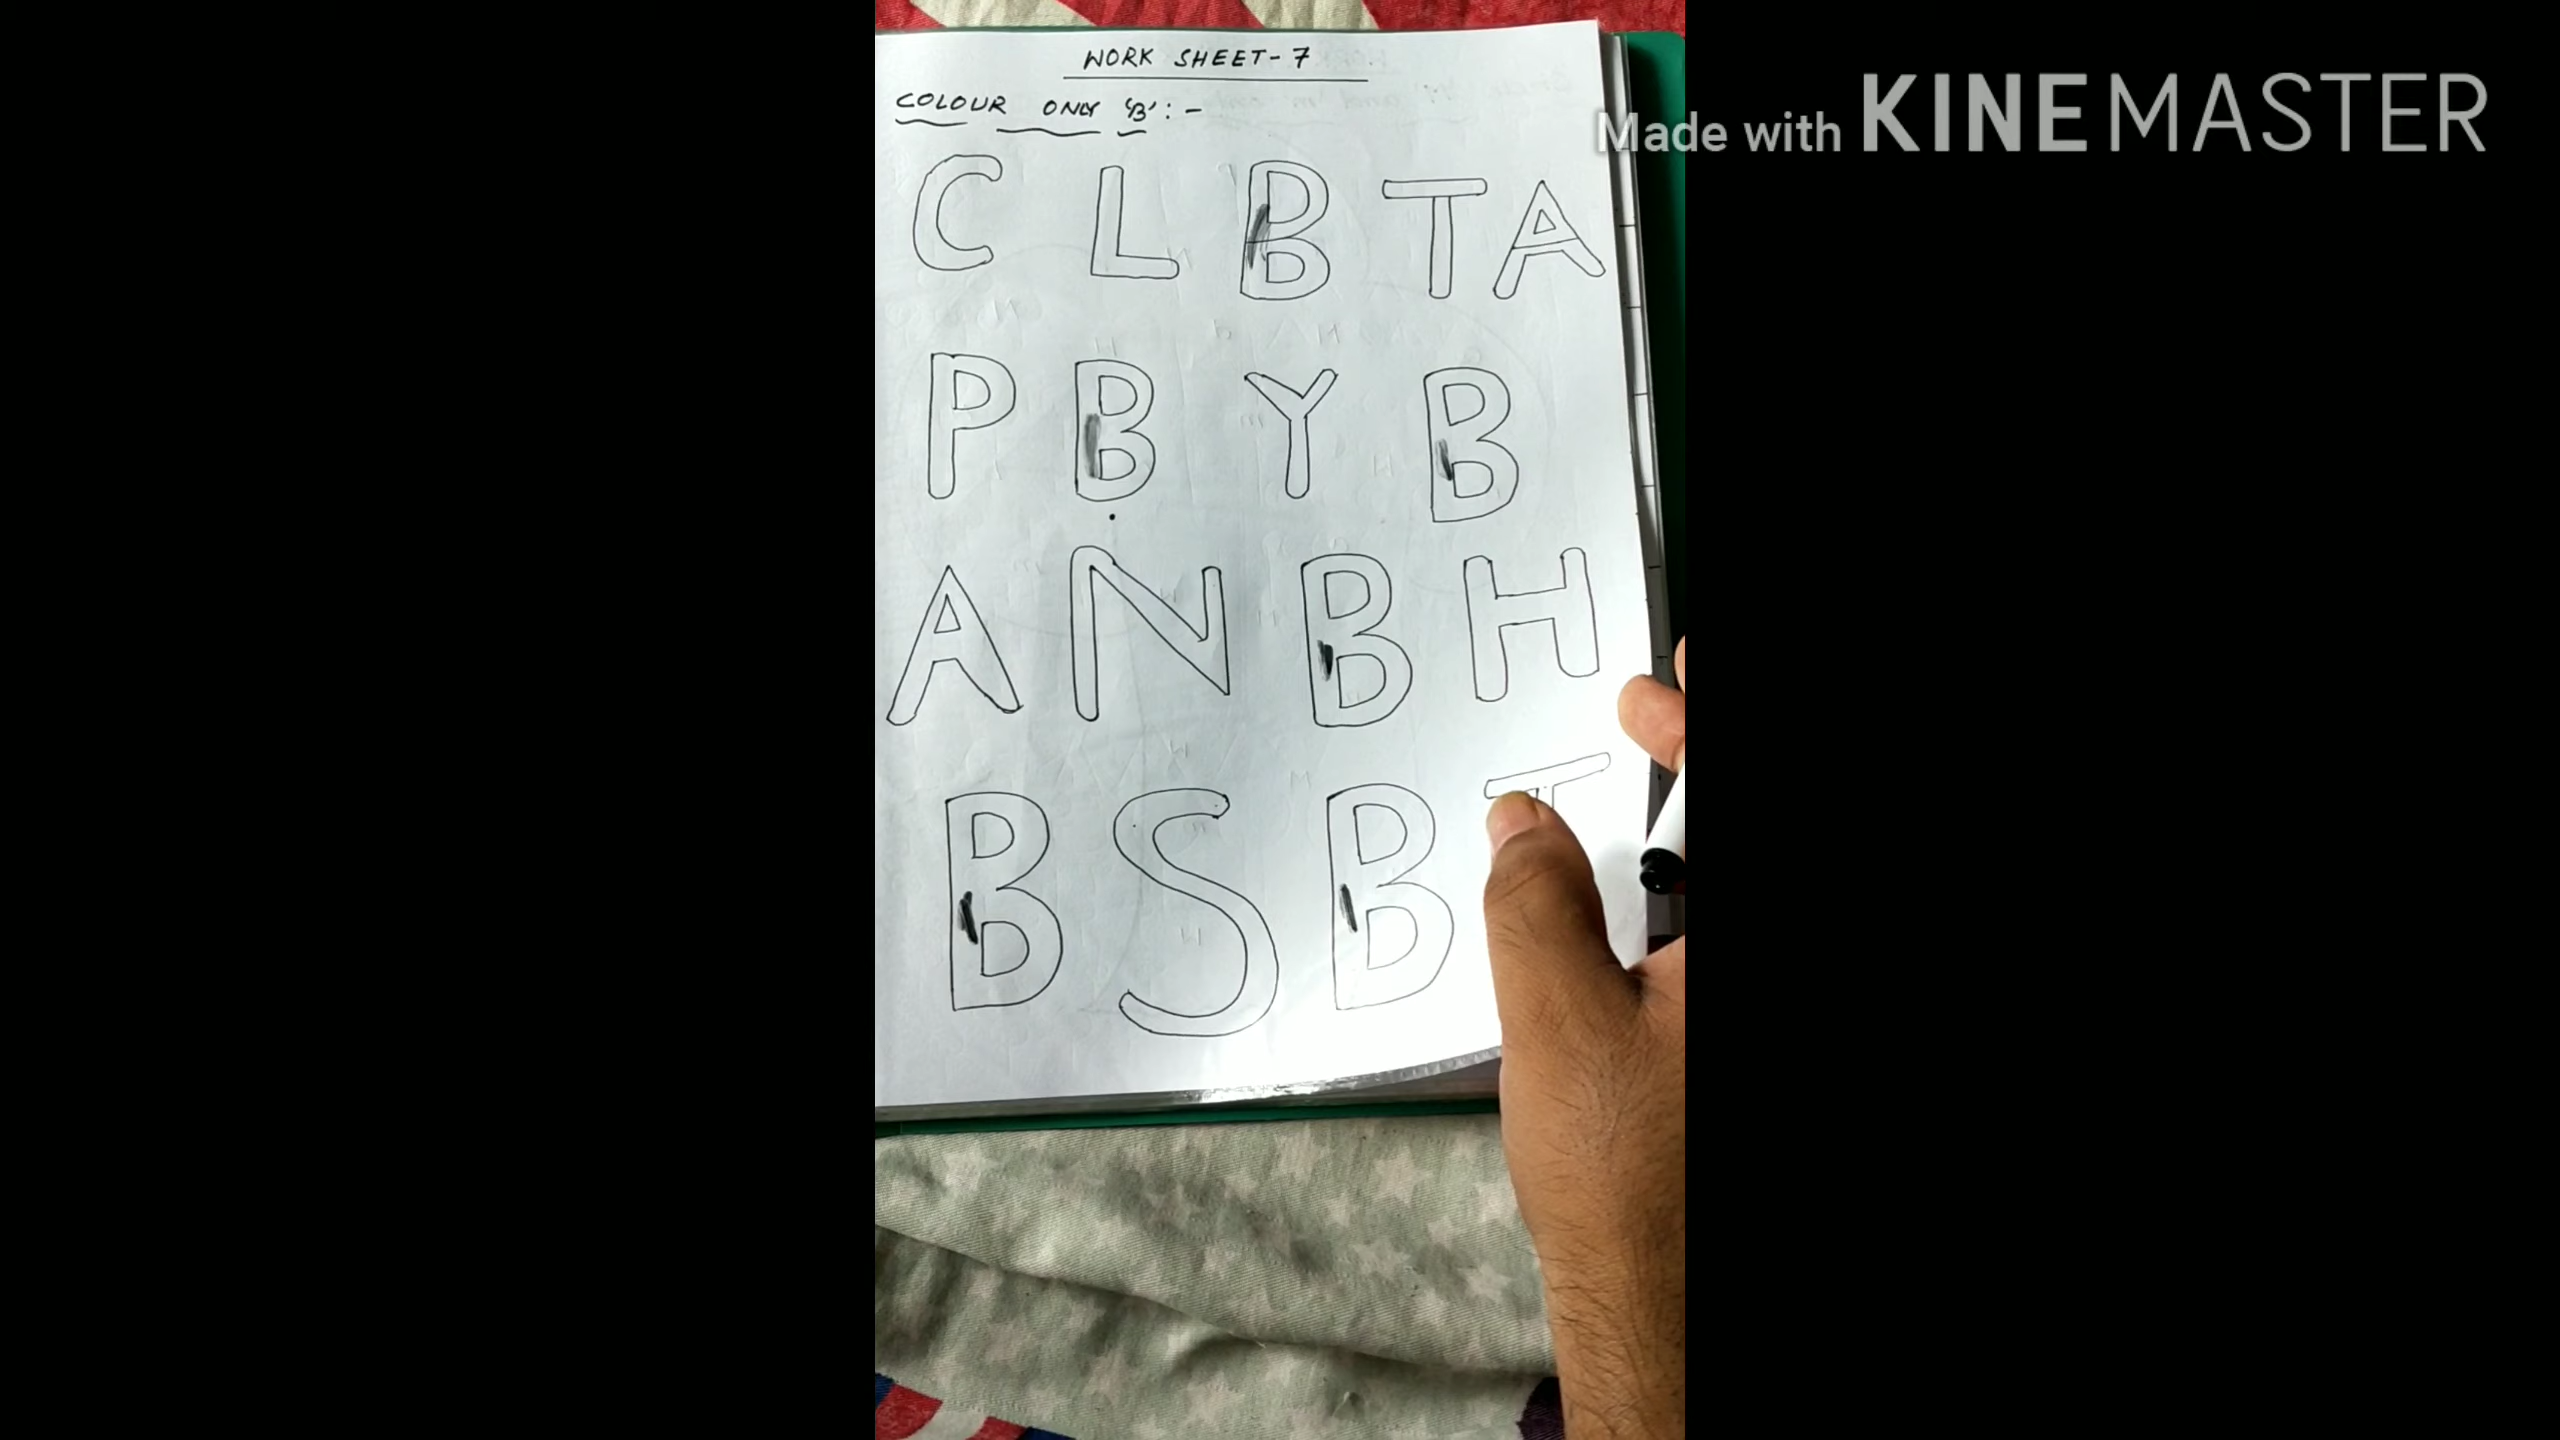 WORK SHEET-7
Made with KINEMASTER
COLOUR ONLY 'B' : -
C L B T A
P B Y B
A N B H
B S B T